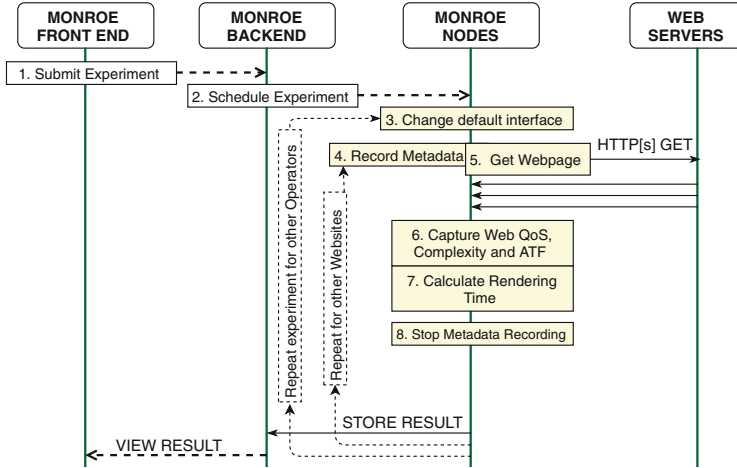 MONROE
FRONT END
MONROE
BACKEND
MONROE
NODES
WEB
SERVERS
1. Submit Experiment
2. Schedule Experiment
3. Change default interface
4. Record Metadata
5. Get Webpage
HTTP[s] GET
6. Capture Web QoS,
Complexity and ATF
7. Calculate Rendering
Time
8. Stop Metadata Recording
Repeat experiment for other Operators
Repeat for other Websites
STORE RESULT
VIEW RESULT